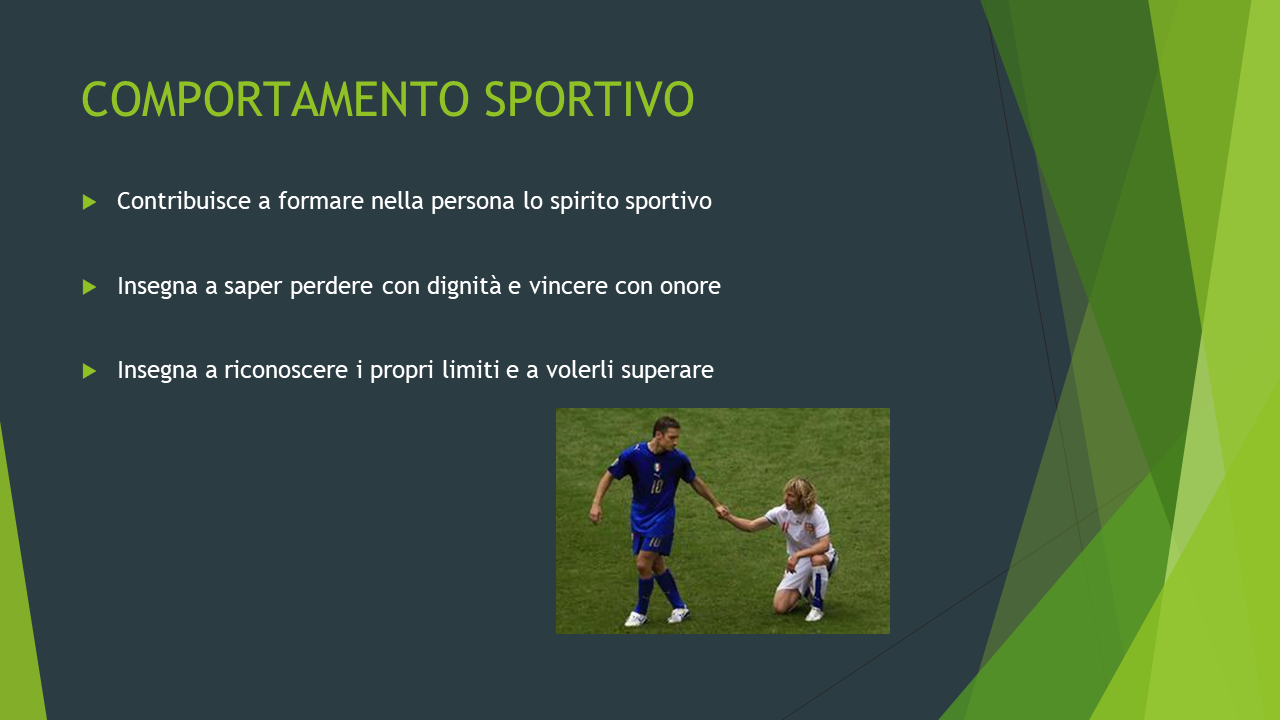 COMPORTAMENTO SPORTIVO
Contribuisce a formare nella persona lo spirito sportivo
Insegna a saper perdere con dignità e vincere con onore
Insegna a riconoscere i propri limiti e a volerli superare
10
10